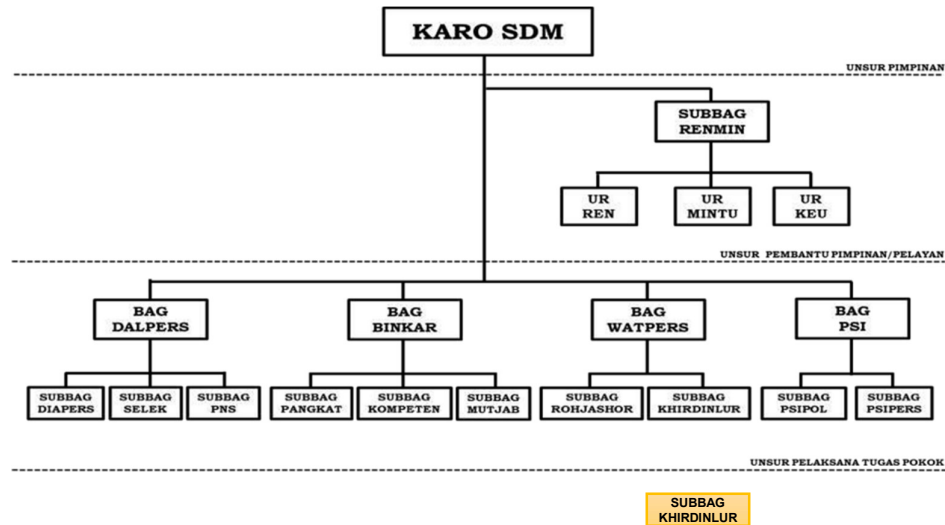 KARO SDM
UNSUR PIMPINAN
SUBBAG
RENMIN
UR
REN
UR
MINTU
UR
KEU
UNSUR PEMBANTU PIMPINAN/PELAYAN
BAG
DALPERS
BAG
BINKAR
BAG
WATPERS
BAG
PSI
SUBBAG
DIAPERS
SUBBAG
SELEK
SUBBAG
PNS
SUBBAG
PANGKAT
SUBBAG
KOMPETEN
SUBBAG
MUTJAB
SUBBAG
ROHJASHOR
SUBBAG
KHIRDINLUR
SUBBAG
PSIPOL
SUBBAG
PSIPERS
UNSUR PELAKSANA TUGAS POKOK
SUBBAG
KHIRDINLUR